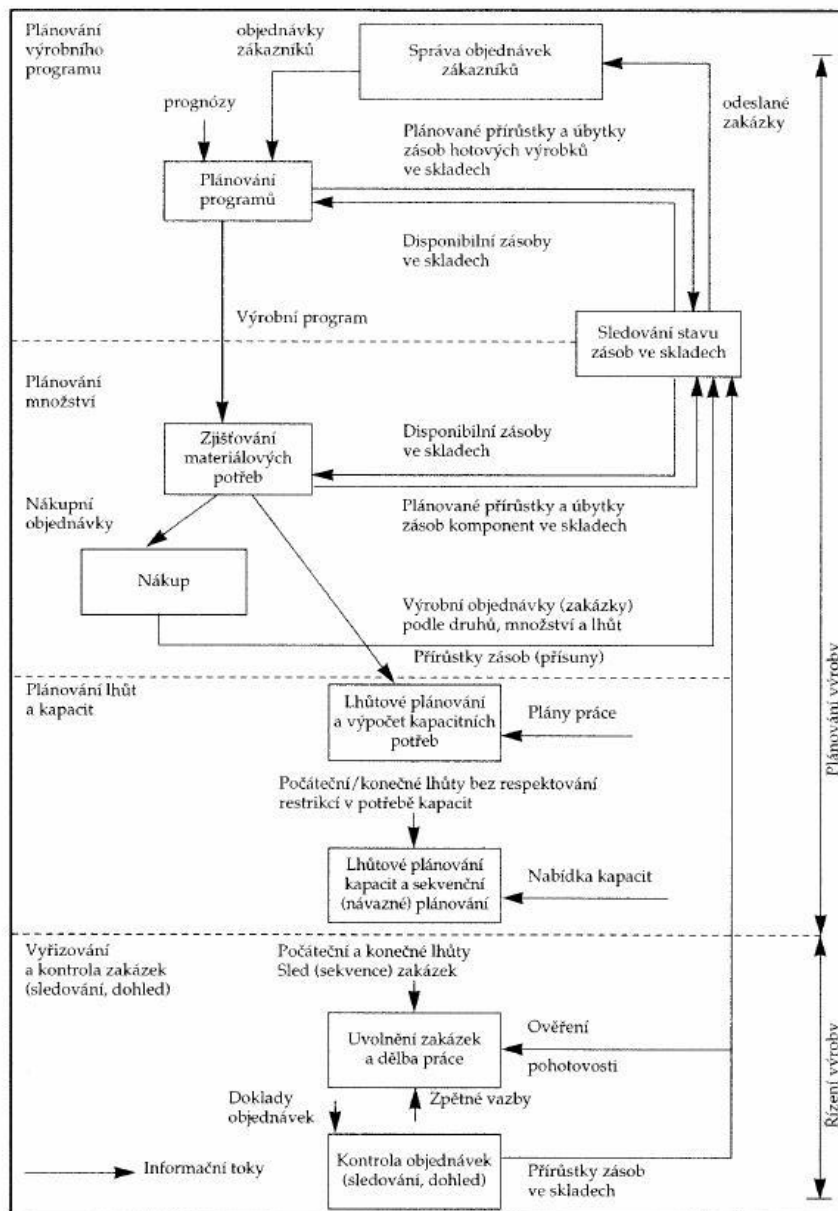 Plánování
výrobního
programu
objednávky
zákazníků
Správa objednávek
zákazníků
odeslané
zakázky
prognózy
Plánované přírůstky a úbytky
zásob hotových výrobků
ve skladech
Plánování
programů
Disponibilní zásoby
ve skladech
Výrobní program
Sledování stavu
zásob ve skladech
Plánování
množství
Zjišťování
materiálových
potřeb
Disponibilní zásoby
ve skladech
Nákupní
objednávky
Plánované přírůstky a úbytky
zásob komponent ve skladech
Nákup
Výrobní objednávky (zakázky)
podle druhů, množství a lhůt
Přírůstky zásob (přísuny)
Plánování lhůt
a kapacit
Lhůtové plánování
a výpočet kapacitních
potřeb
Plány práce
Plánování výroby
Počáteční/konečné lhůty bez respektování
restrikcí v potřebě kapacit
Lhůtové plánování
kapacit a sekvenční
(návazné) plánování
Nabídka kapacit
Vyřizování
a kontrola zakázek
(sledování, dohled)
Počáteční a konečné lhůty
Sled (sekvence) zakázek
Uvolnění zakázek
a dělba práce
Ověření
pohotovosti
Řízení výroby
Doklady
objednávek
Zpětné vazby
Informační toky
Kontrola objednávek
(sledování, dohled)
Přírůstky zásob
ve skladech